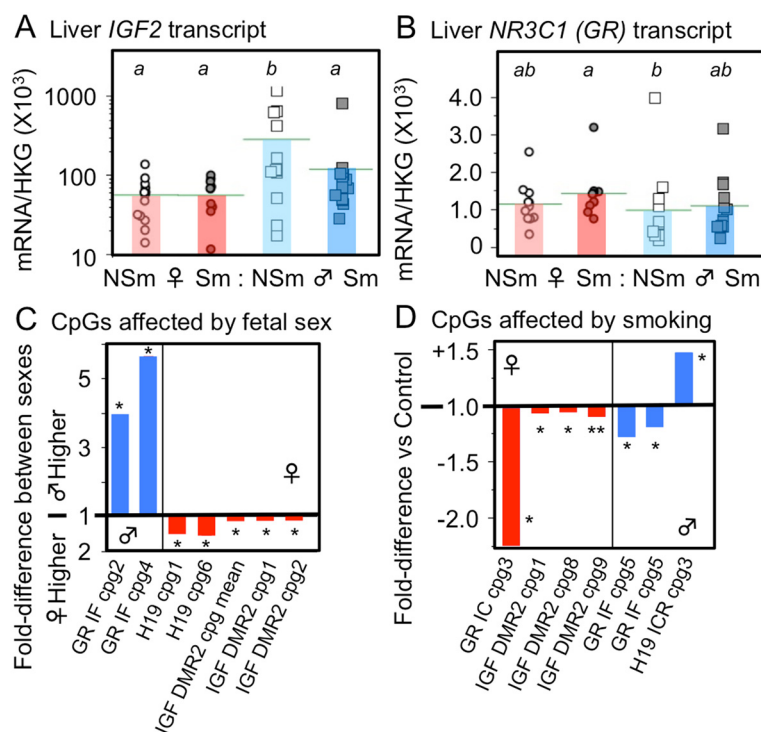 A Liver IGF2 transcript
mRNA/HKG (X10³)
1000
100
10
a a b a
NSm ♀ Sm : NSm ♂ Sm
B Liver NR3C1 (GR) transcript
mRNA/HKG (X10³)
4.0
3.0
2.0
1.0
0
ab a b ab
NSm ♀ Sm : NSm ♂ Sm
C CpGs affected by fetal sex
Fold-difference between sexes
♀Higher ♂Higher
5
3
1
2
* *
♀
♂
* * * * *
GR IF cpg2
GR IF cpg4
H19 cpg1
H19 cpg6
IGF DMR2 cpg mean
IGF DMR2 cpg1
IGF DMR2 cpg2
D CpGs affected by smoking
Fold-difference vs Control
+1.5
1.0
-1.5
-2.0
♀
*
* * ** * *
*
♂
GR IC cpg3
IGF DMR2 cpg1
IGF DMR2 cpg8
IGF DMR2 cpg9
GR IF cpg5
GR IF cpg5
H19 ICR cpg3